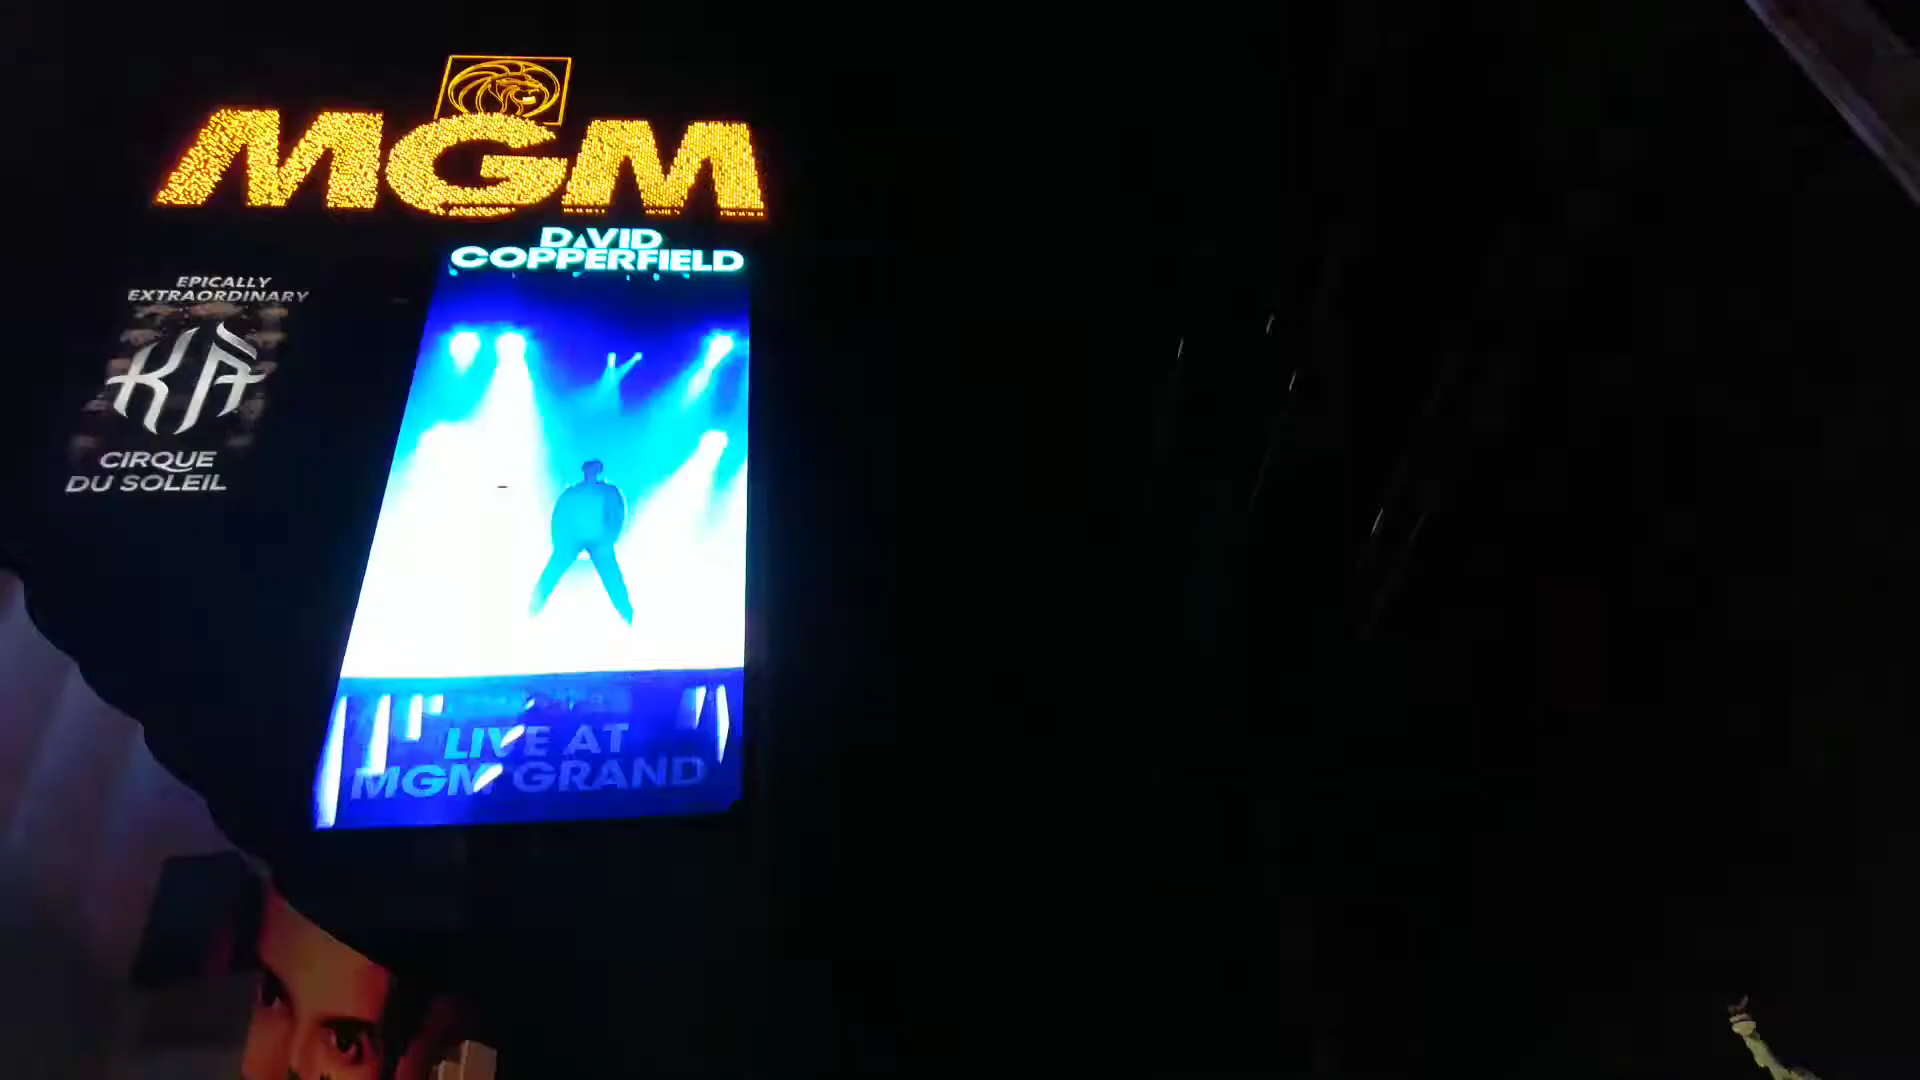 MGM
DAVID
COPPERFIELD
EPICALLY
EXTRAORDINARY
KÀ
CIRQUE
DU SOLEIL
LIVE AT
MGM GRAND